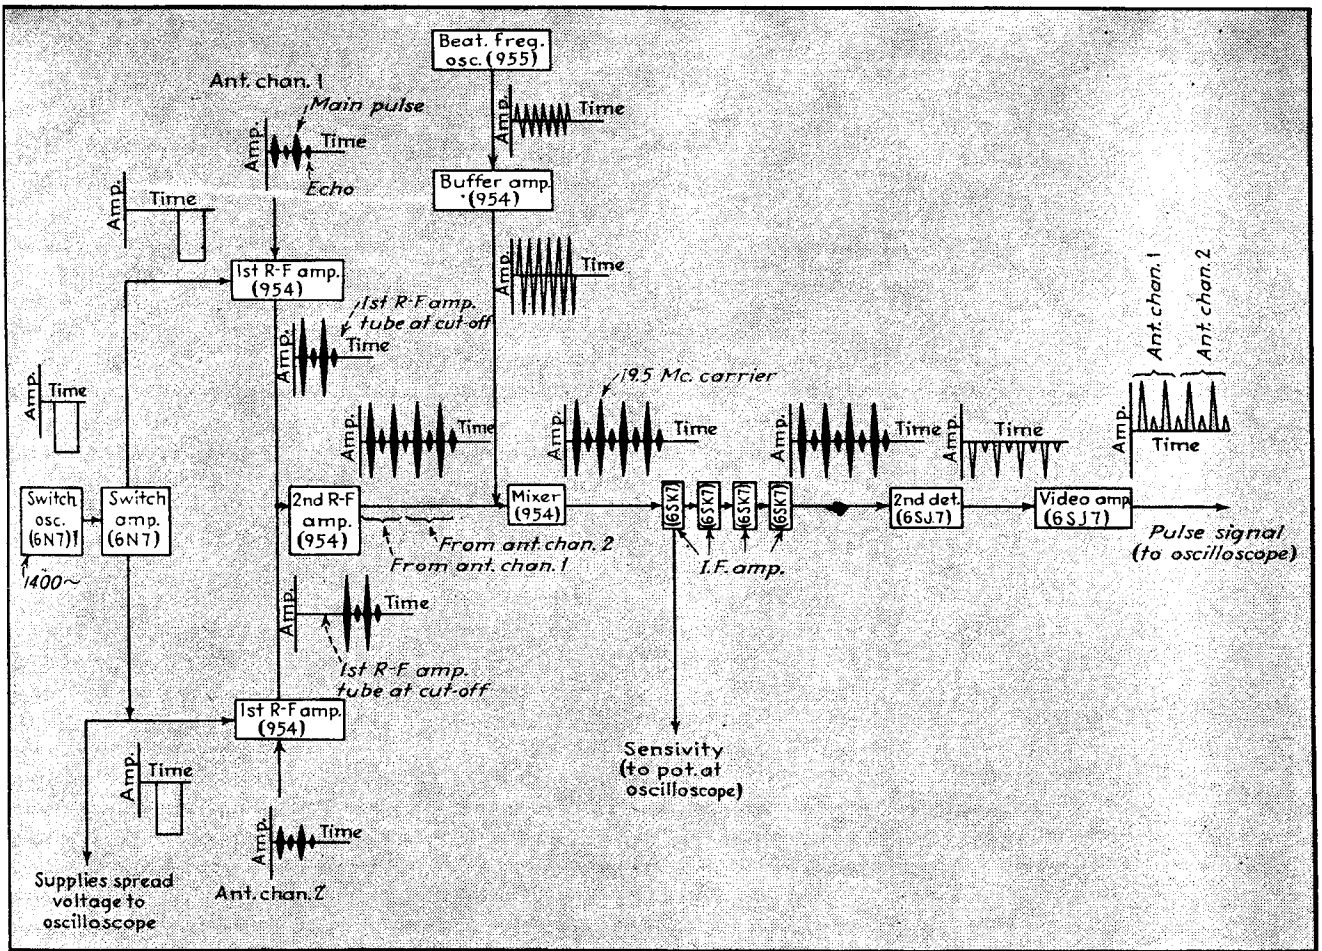 Beat. freq.
osc. (955)
Ant. chan. 1
Main pulse
Amp.
Time
Echo
Amp.
Time
Buffer amp.
(954)
Amp.
Time
Amp.
Time
1st R-F amp.
(954)
1st R-F amp.
tube at cut-off
Amp.
Time
Amp.
Time
Ant. chan. 1
Ant. chan. 2
Amp.
Time
19.5 Mc. carrier
Amp.
Time
Amp.
Time
Amp.
Time
Amp.
Time
Amp.
Time
Switch
osc.
(6N7)
1400~
Switch
amp.
(6N7)
2nd R-F
amp.
(954)
From ant. chan. 2
From ant. chan. 1
Mixer
(954)
(6SK7)
(6SK7)
(6SK7)
(6SK7)
I.F. amp.
2nd det.
(6SJ7)
Video amp.
(6SJ7)
Pulse signal
(to oscilloscope)
Amp.
Time
1st R-F amp.
tube at cut-off
1st R-F amp.
(954)
Amp.
Time
Sensivity
(to pot. at
oscilloscope)
Amp.
Time
Ant. chan. 2
Supplies spread
voltage to
oscilloscope